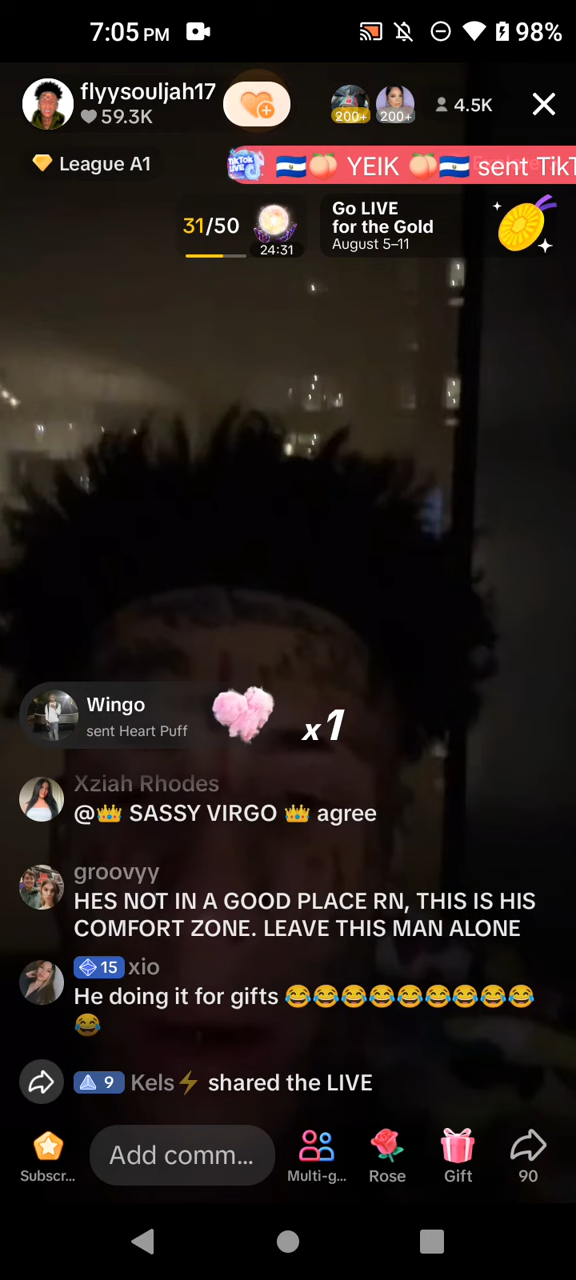 7:05 PM 98%
flyysouljah17
59.3K
200+ 200+ 4.5K
League A1
TikTok LIVE 🇸🇻🍑 YEIK 🍑🇸🇻 sent TikT
31/50
24:31
Go LIVE
for the Gold
August 5–11
Wingo
sent Heart Puff
x1
Xziah Rhodes
@👑 SASSY VIRGO 👑 agree
groovyy
HES NOT IN A GOOD PLACE RN, THIS IS HIS
COMFORT ZONE. LEAVE THIS MAN ALONE
15 xio
He doing it for gifts 😂😂😂😂😂😂😂😂😂
😂
9 Kels⚡ shared the LIVE
Add comm...
Subscr...
Multi-g...
Rose
Gift
90